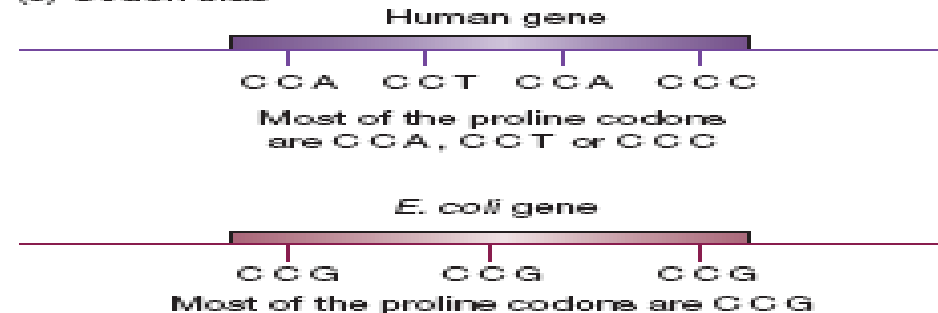 Human gene
CCA CCT CCA CCC
Most of the proline codons
are CCA, CCT or CCC
E. coli gene
CCG CCG CCG
Most of the proline codons are CCG